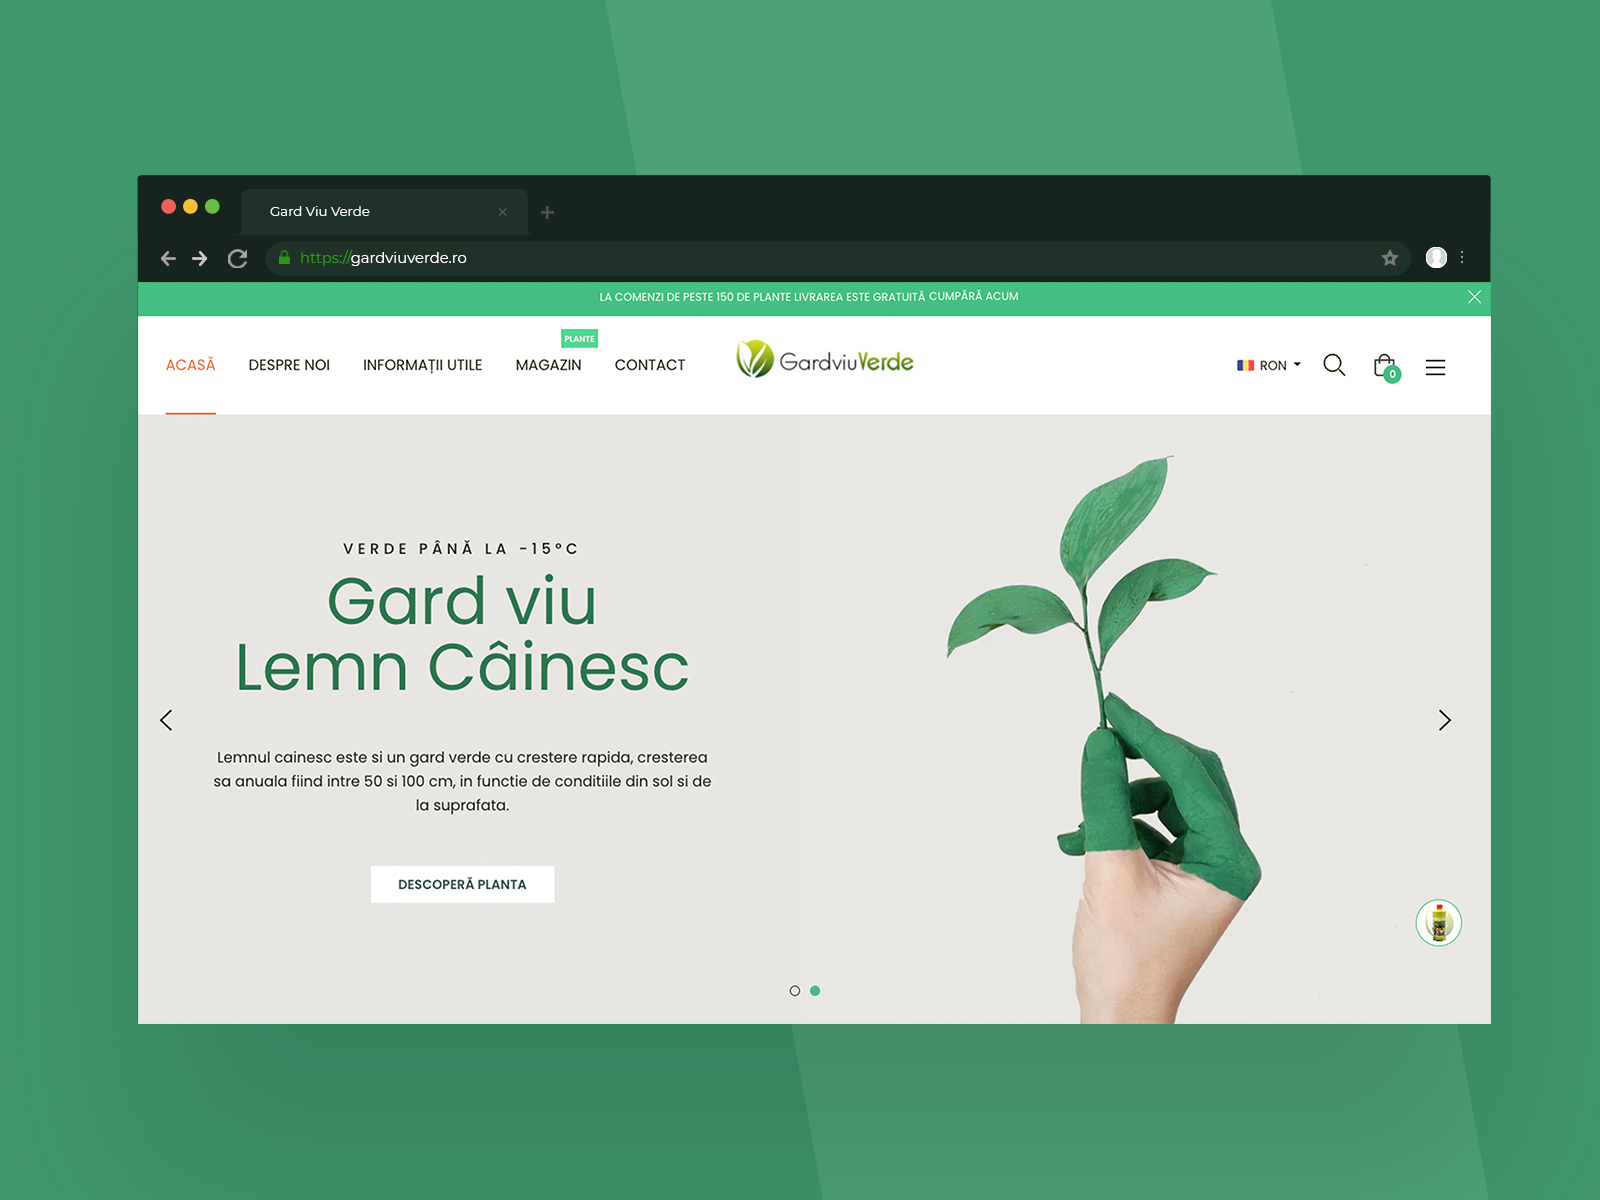 Gard Viu Verde
https://gardviuverde.ro
LA COMENZI DE PESTE 150 DE PLANTE LIVRAREA ESTE GRATUITĂ CUMPĂRĂ ACUM
PLANTE
ACASĂ DESPRE NOI INFORMAȚII UTILE MAGAZIN CONTACT GardviuVerde RON 0
VERDE PÂNĂ LA -15°C
Gard viu
Lemn Câinesc
Lemnul cainesc este si un gard verde cu crestere rapida, cresterea
sa anuala fiind intre 50 si 100 cm, in functie de conditiile din sol si de
la suprafata.
DESCOPERĂ PLANTA